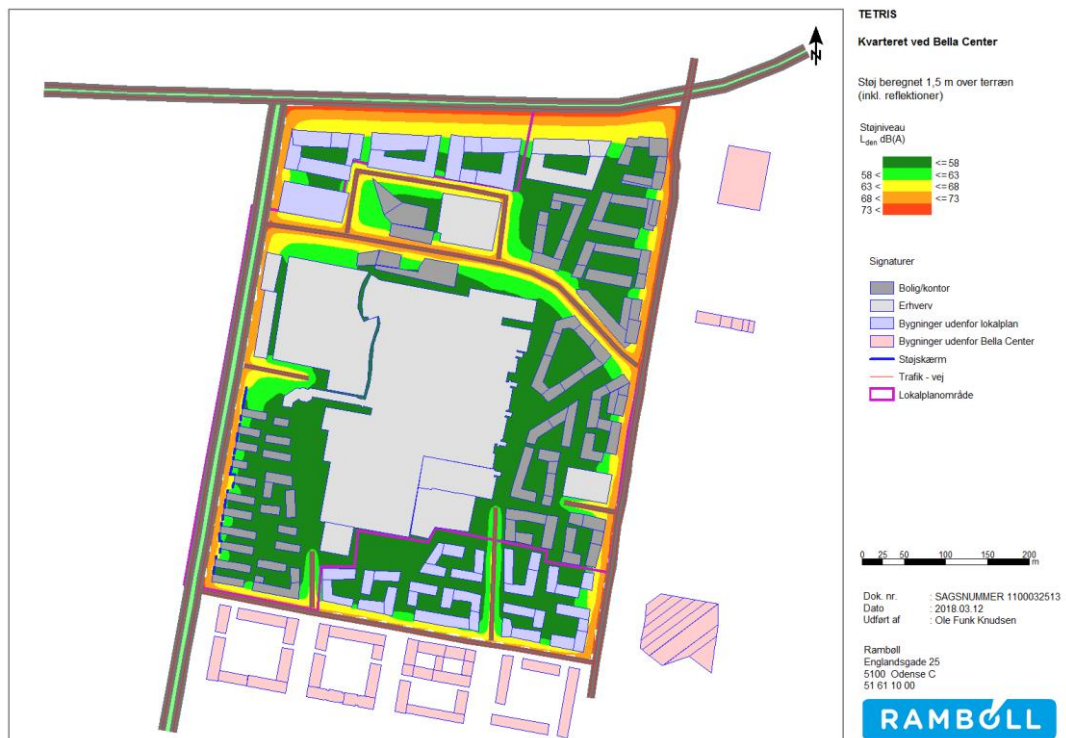 TETRIS
Kvarteret ved Bella Center
N
Støj beregnet 1,5 m over terræn
(inkl. reflektioner)
Støjniveau
Lden dB(A)
<= 58
58 < <= 63
63 < <= 68
68 < <= 73
73 <
Signaturer
Bolig/kontor
Erhverv
Bygninger udenfor lokalplan
Bygninger udenfor Bella Center
Støjskærm
Trafik - vej
Lokalplanområde
0 25 50 100 150 200
m
Dok. nr. : SAGSNUMMER 1100032513
Dato : 2018.03.12
Udført af : Ole Funk Knudsen
Rambøll
Englandsgade 25
5100 Odense C
51 61 10 00
RAMBOLL